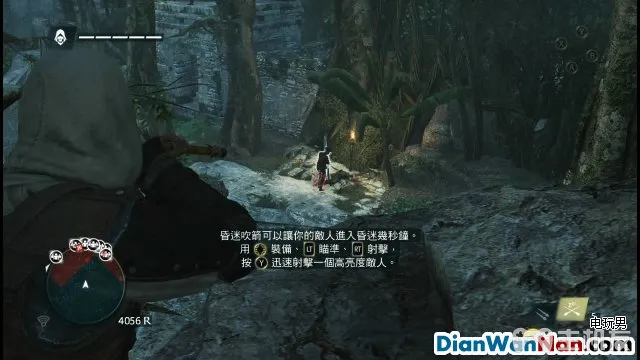 昏迷吹箭可以讓你的敵人進入昏迷幾秒鐘。
用 裝備、LT 瞄準、RT 射擊，
按 Y 迅速射擊一個高亮度敵人。
4056 R
电玩男
DianWanNan.com